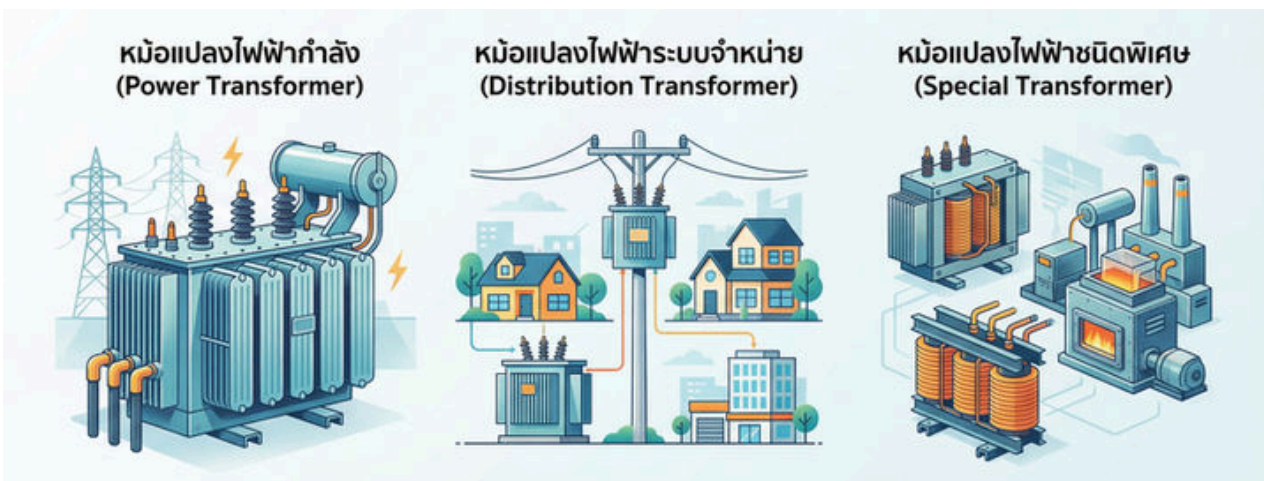 หม้อแปลงไฟฟ้ากำลัง
(Power Transformer)
หม้อแปลงไฟฟ้าระบบจำหน่าย
(Distribution Transformer)
หม้อแปลงไฟฟ้าชนิดพิเศษ
(Special Transformer)